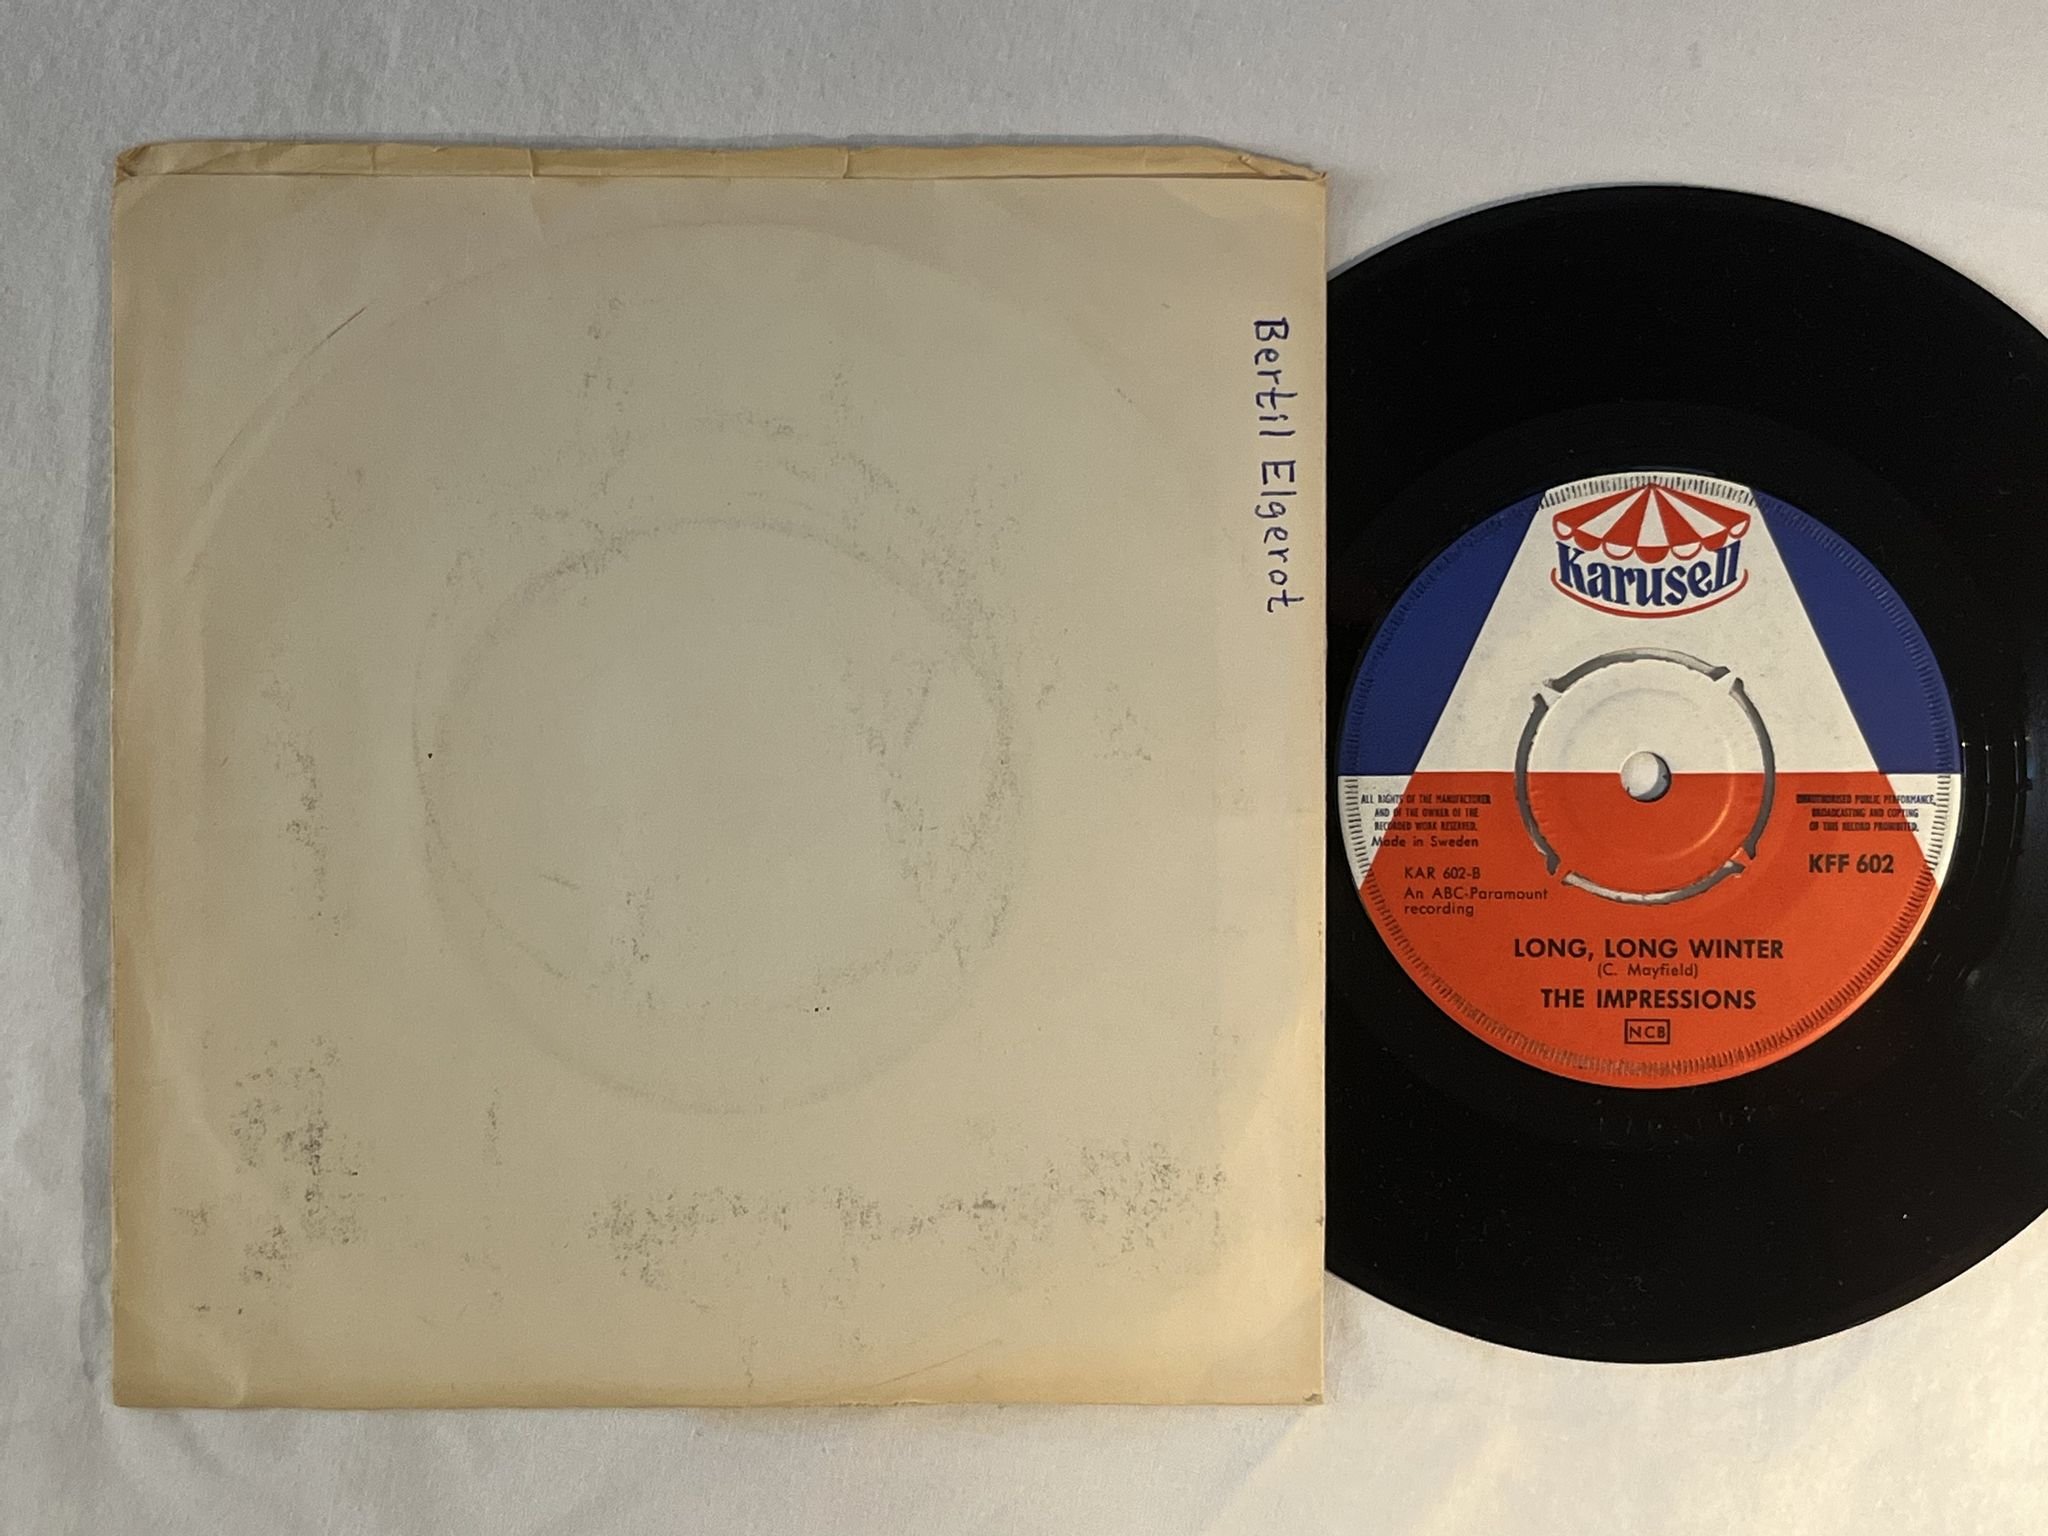 Bertil Elgerot
Karusell
ALL RIGHTS OF THE MANUFACTURER
AND OF THE OWNER OF THE
RECORDED WORK RESERVED.
Made in Sweden
UNAUTHORISED PUBLIC PERFORMANCE,
BROADCASTING AND COPYING
OF THIS RECORD PROHIBITED.
KFF 602
KAR 602-B
An ABC-Paramount
recording
LONG, LONG WINTER
(C. Mayfield)
THE IMPRESSIONS
NCB